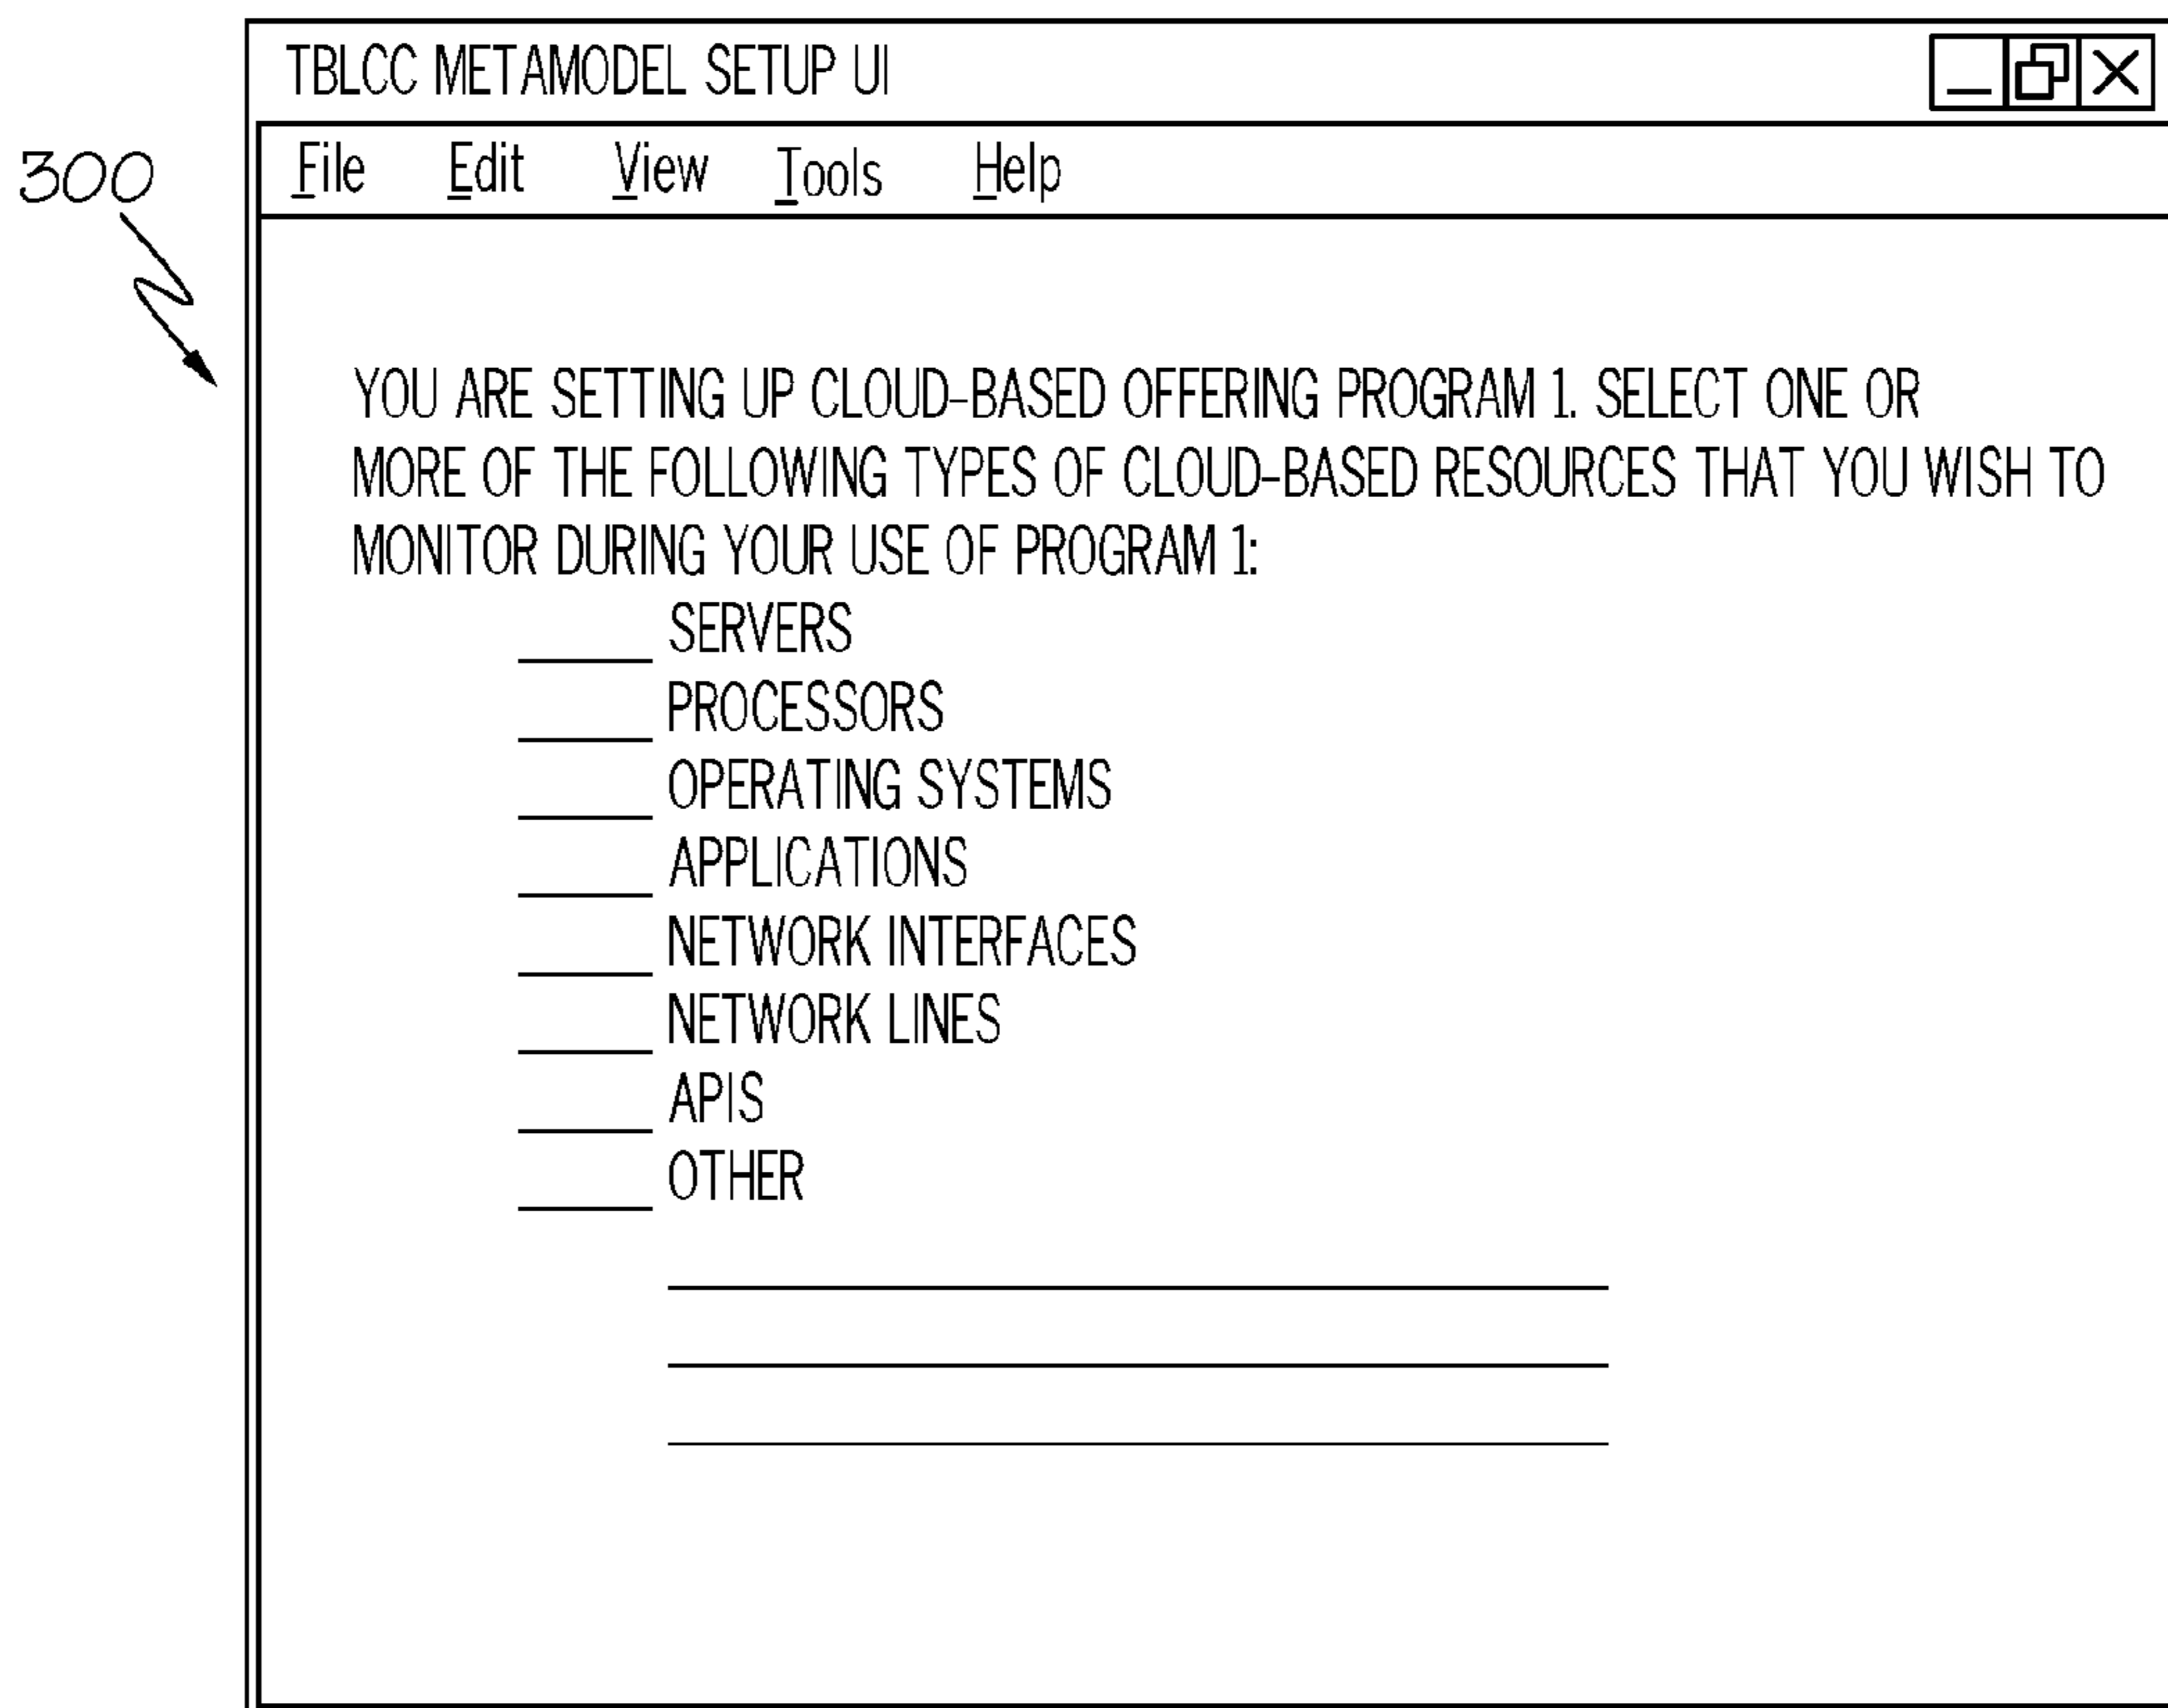 TBLCC METAMODEL SETUP UI
300
File Edit View Tools Help
YOU ARE SETTING UP CLOUD-BASED OFFERING PROGRAM 1. SELECT ONE OR
MORE OF THE FOLLOWING TYPES OF CLOUD-BASED RESOURCES THAT YOU WISH TO
MONITOR DURING YOUR USE OF PROGRAM 1:
SERVERS
PROCESSORS
OPERATING SYSTEMS
APPLICATIONS
NETWORK INTERFACES
NETWORK LINES
APIS
OTHER